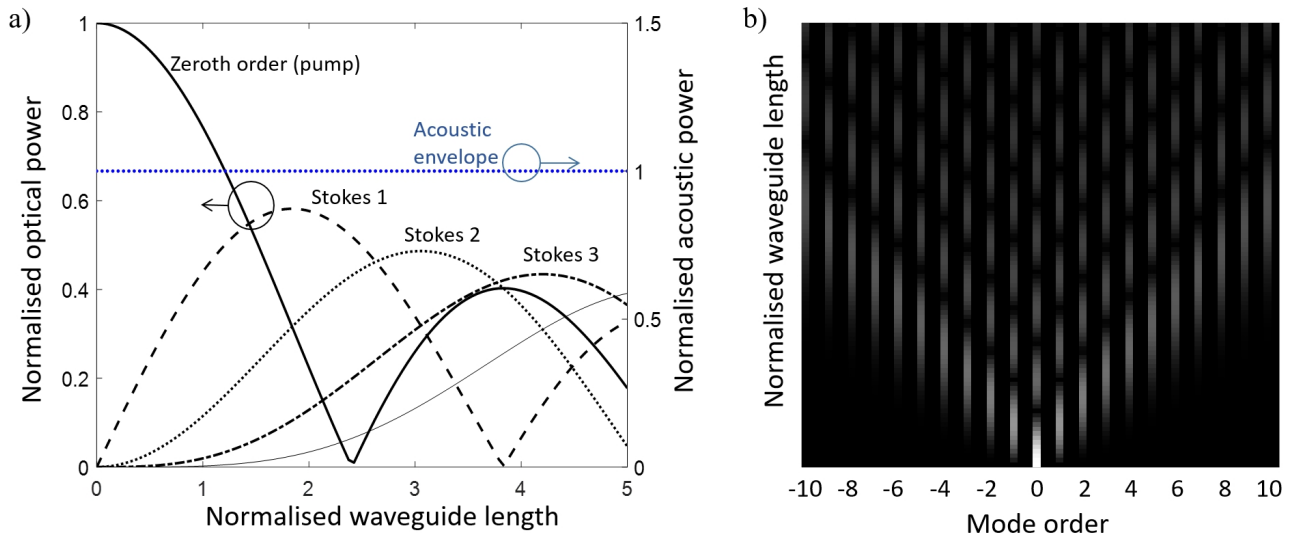 a)
Normalised optical power
1
0.8
0.6
0.4
0.2
0
Zeroth order (pump)
Acoustic
envelope
Stokes 1
Stokes 2
Stokes 3
1.5
1
0.5
0
Normalised acoustic power
0 1 2 3 4 5
Normalised waveguide length
b)
Normalised waveguide length
-10 -8 -6 -4 -2 0 2 4 6 8 10
Mode order